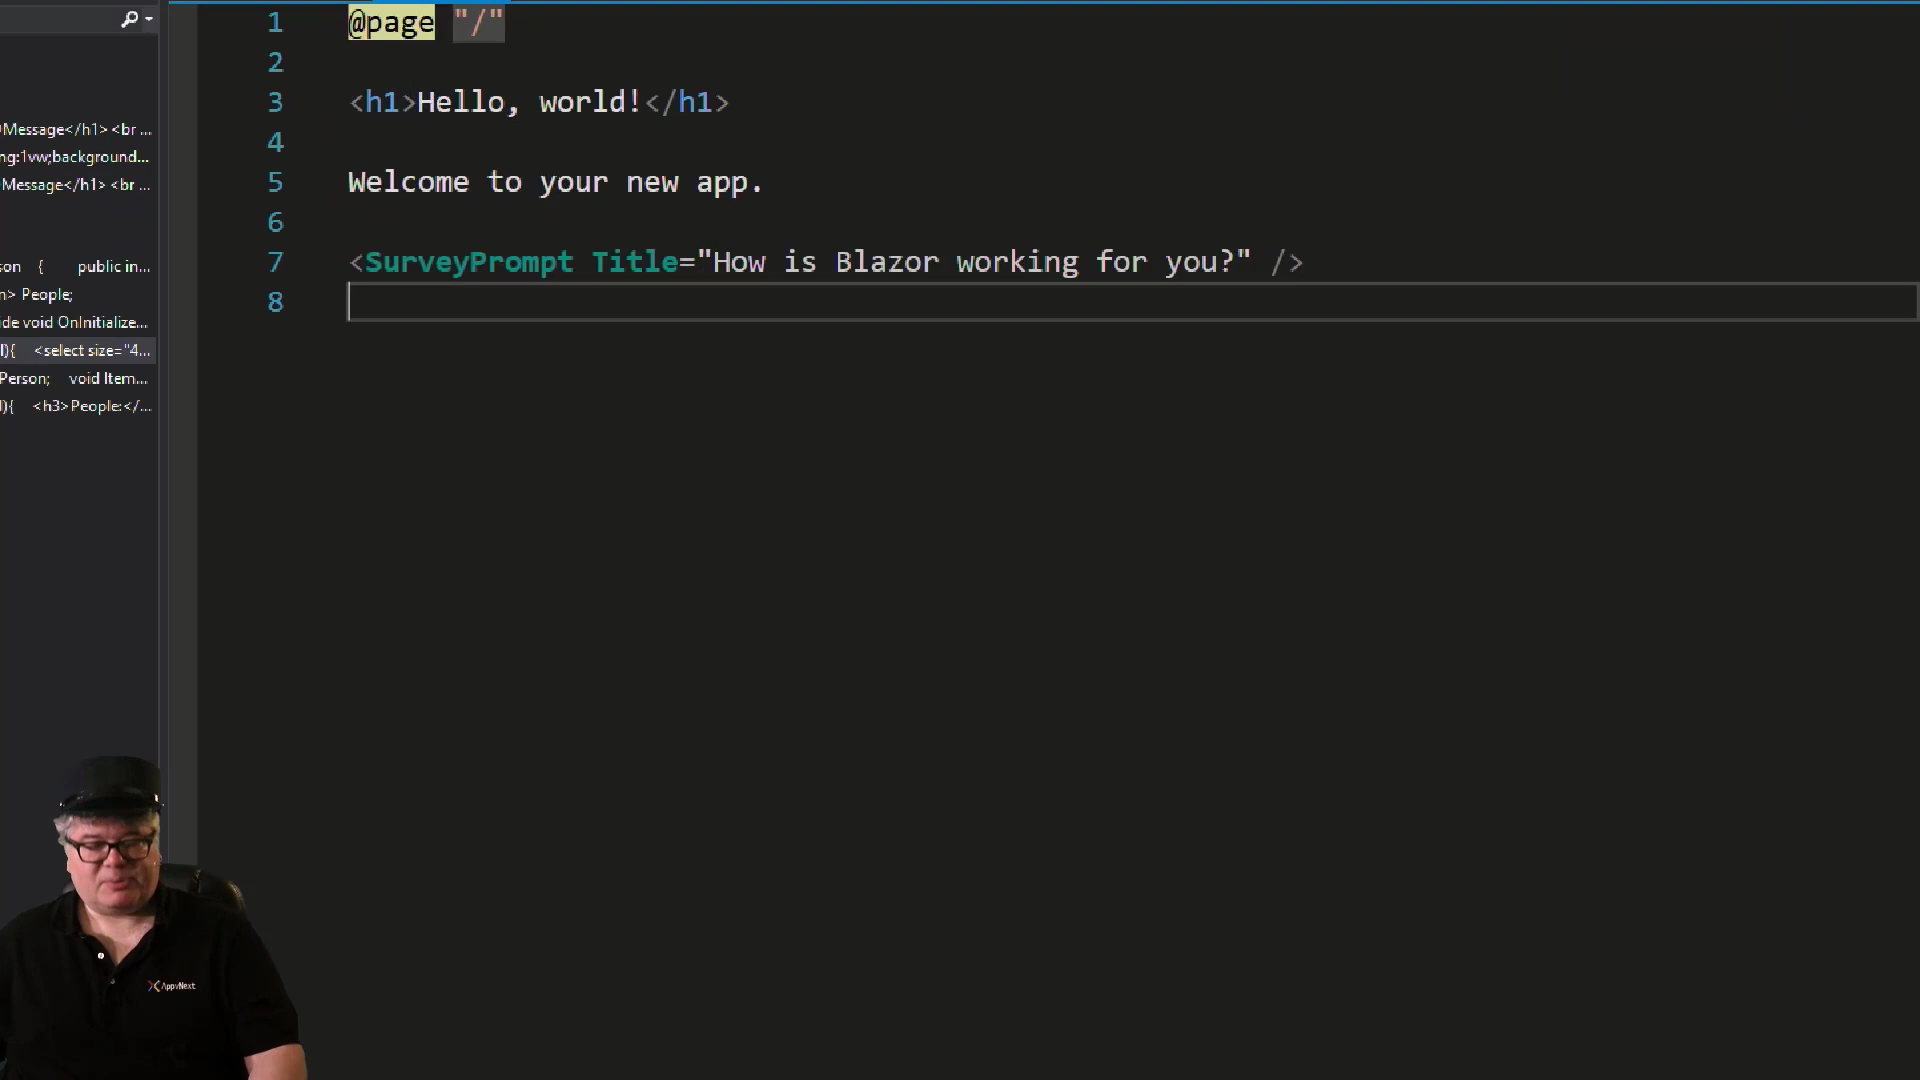 @page "/"
<h1>Hello, world!</h1>
Welcome to your new app.
<SurveyPrompt Title="How is Blazor working for you?" />
1
2
3
4
5
6
7
8
Message</h1> <br ...
ng:1vw;background...
Message</h1> <br ...
son { public in...
n> People;
ide void OnInitialize...
l){ <select size="4...
Person; void Item...
l){ <h3>People:</...
AppvNext